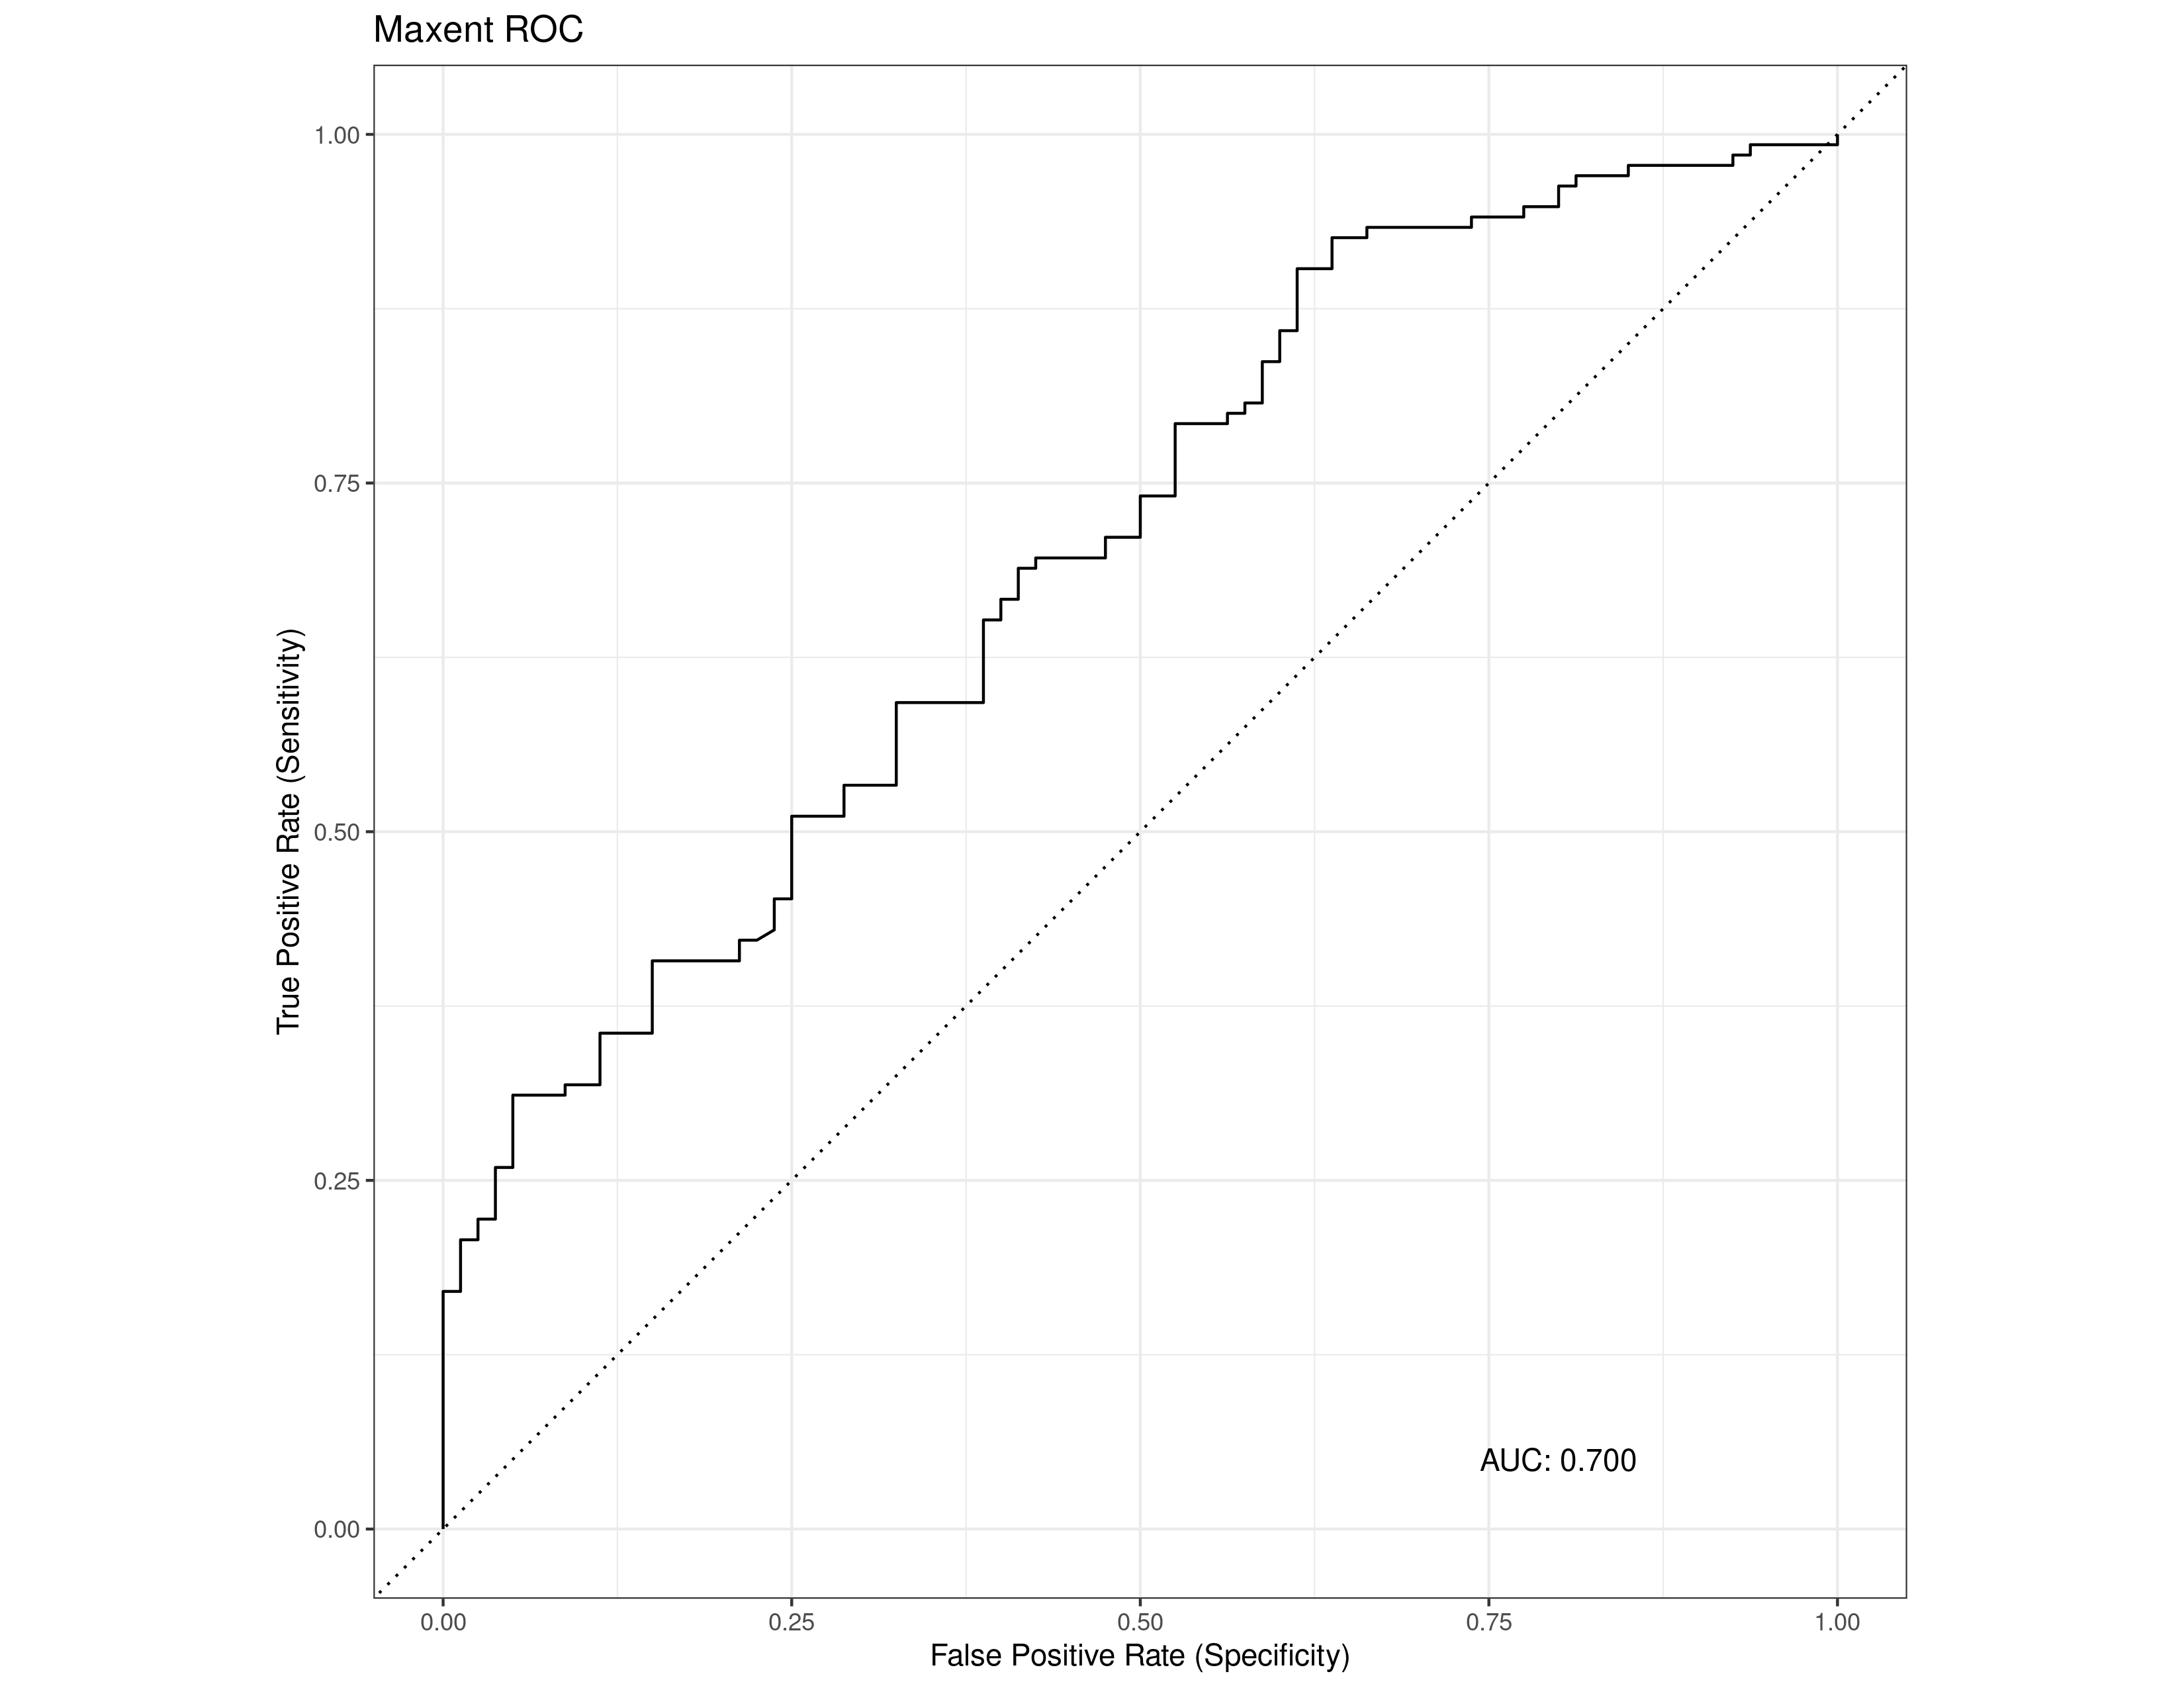 Maxent ROC
True Positive Rate (Sensitivity)
1.00
0.75
0.50
0.25
0.00
AUC: 0.700
0.00 0.25 0.50 0.75 1.00
False Positive Rate (Specificity)